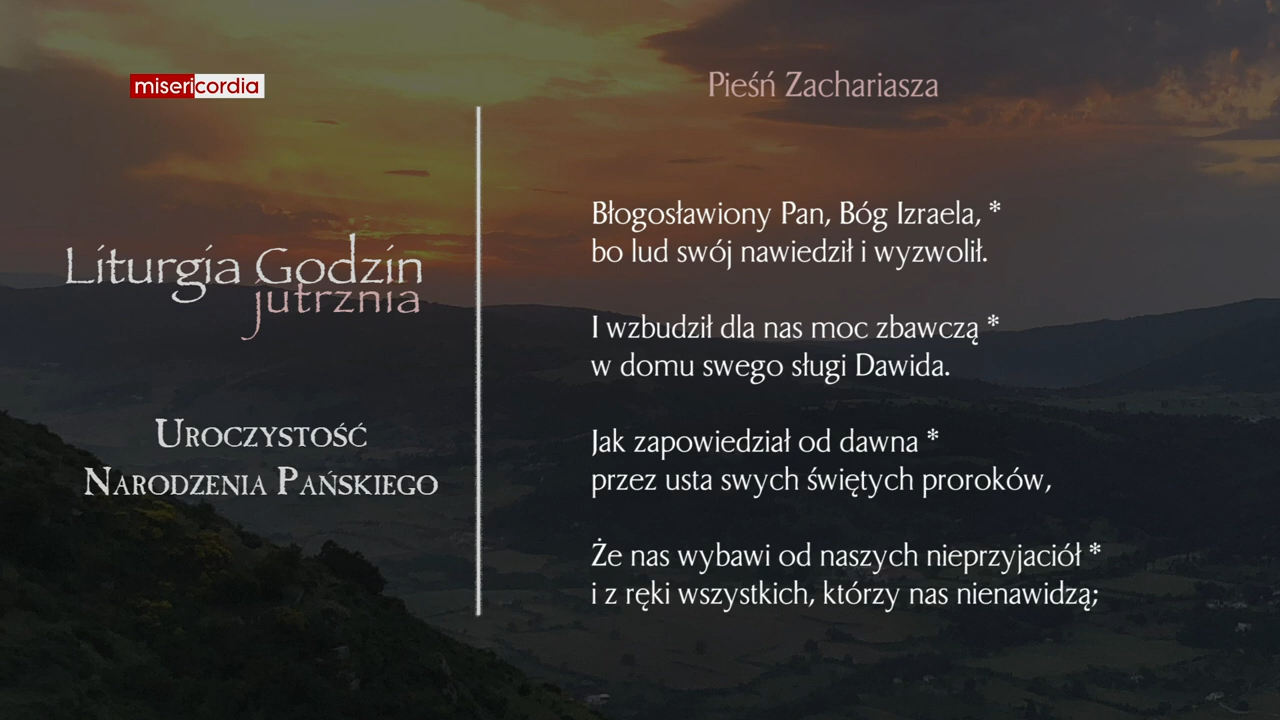 misericordia
Liturgia Godzin
jutrznia
Uroczystość
Narodzenia Pańskiego
Pieśń Zachariasza
Błogosławiony Pan, Bóg Izraela, *
bo lud swój nawiedził i wyzwolił.
I wzbudził dla nas moc zbawczą *
w domu swego sługi Dawida.
Jak zapowiedział od dawna *
przez usta swych świętych proroków,
Że nas wybawi od naszych nieprzyjaciół *
i z ręki wszystkich, którzy nas nienawidzą;